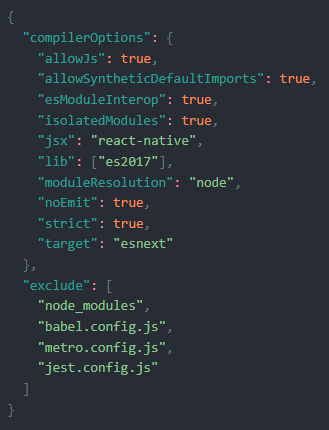 {
  "compilerOptions": {
    "allowJs": true,
    "allowSyntheticDefaultImports": true,
    "esModuleInterop": true,
    "isolatedModules": true,
    "jsx": "react-native",
    "lib": ["es2017"],
    "moduleResolution": "node",
    "noEmit": true,
    "strict": true,
    "target": "esnext"
  },
  "exclude": [
    "node_modules",
    "babel.config.js",
    "metro.config.js",
    "jest.config.js"
  ]
}